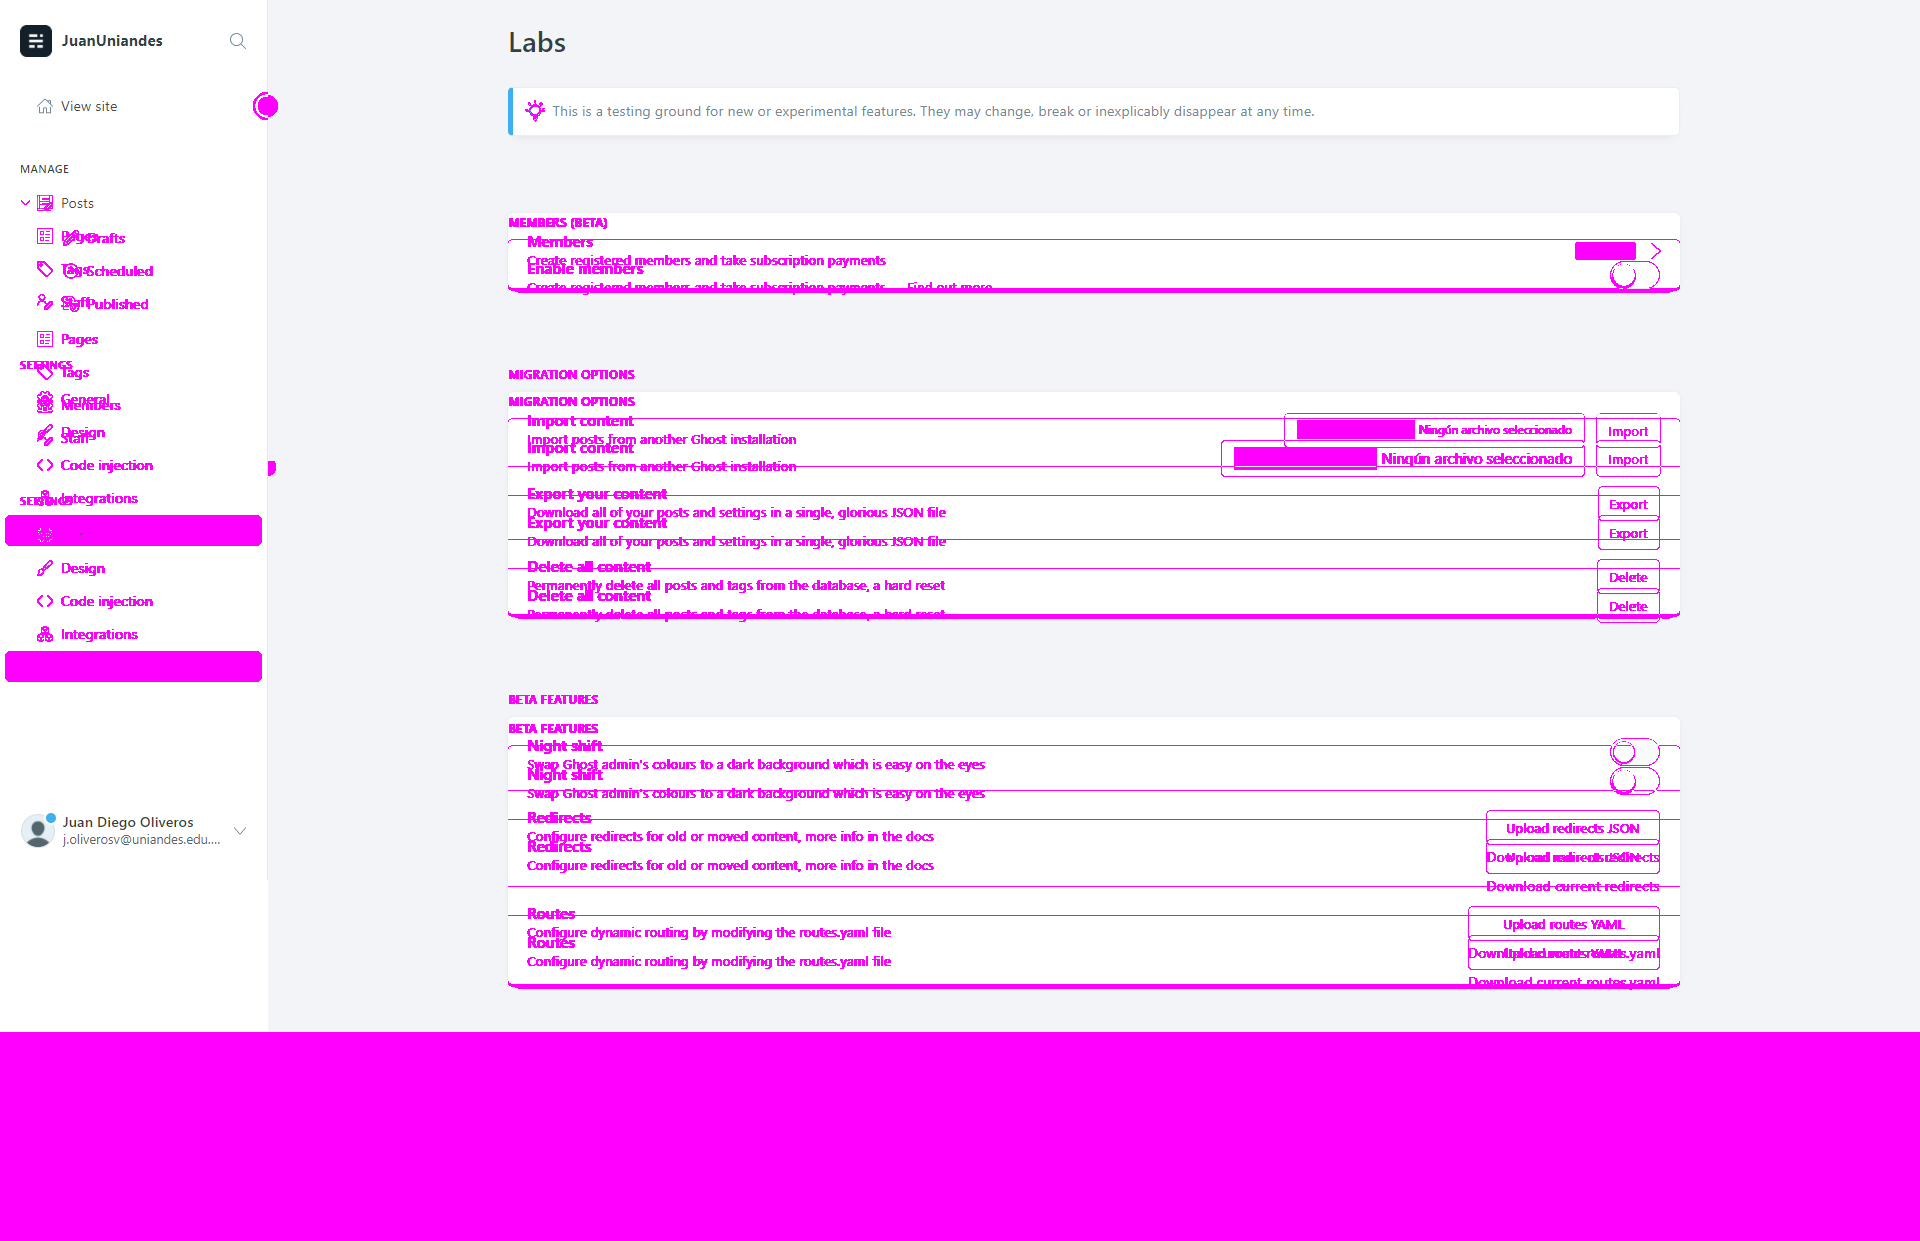 JuanUniandes
View site
MANAGE
Posts
Pages
Drafts
Tags
Scheduled
Staff
Published
Pages
SETTINGS
Tags
General
Members
Design
Staff
Code injection
Integrations
SETTINGS
Design
Code injection
Integrations
Juan Diego Oliveros
j.oliverosv@uniandes.edu....
Labs
This is a testing ground for new or experimental features. They may change, break or inexplicably disappear at any time.
MEMBERS (BETA)
Members
Create registered members and take subscription payments
Enable members
Create registered members and take subscription payments Find out more
MIGRATION OPTIONS
MIGRATION OPTIONS
Import content
Ningún archivo seleccionado Import
Import posts from another Ghost installation
Import content
Ningún archivo seleccionado Import
Import posts from another Ghost installation
Export your content
Export
Download all of your posts and settings in a single, glorious JSON file
Export your content
Export
Download all of your posts and settings in a single, glorious JSON file
Delete all content
Delete
Permanently delete all posts and tags from the database, a hard reset
Delete all content
Delete
Permanently delete all posts and tags from the database, a hard reset
BETA FEATURES
BETA FEATURES
Night shift
Swap Ghost admin's colours to a dark background which is easy on the eyes
Night shift
Swap Ghost admin's colours to a dark background which is easy on the eyes
Redirects
Upload redirects JSON
Configure redirects for old or moved content, more info in the docs
Redirects
Upload redirects JSON
Download current redirects
Configure redirects for old or moved content, more info in the docs
Download current redirects
Routes
Upload routes YAML
Configure dynamic routing by modifying the routes.yaml file
Routes
Upload routes YAML
Download current routes.yaml
Configure dynamic routing by modifying the routes.yaml file
Download current routes.yaml